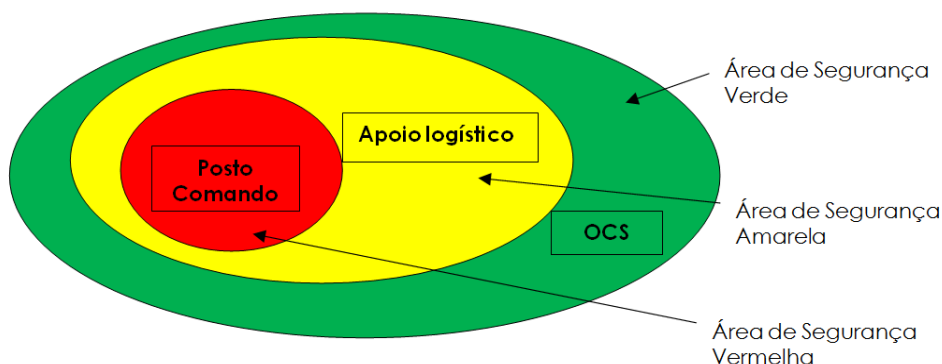 Área de Segurança
Verde
Apoio logístico
Posto
Comando
Área de Segurança
Amarela
OCS
Área de Segurança
Vermelha